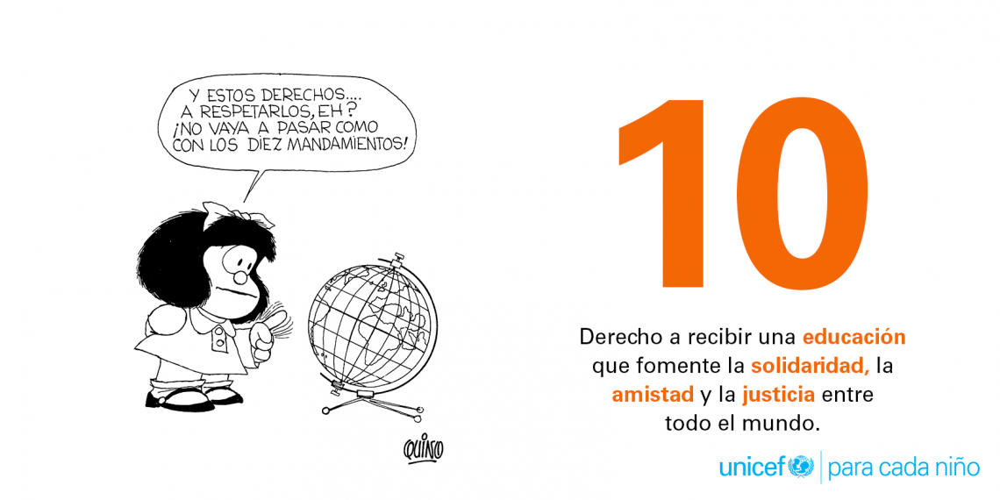 Y ESTOS DERECHOS....
A RESPETARLOS, EH?
¡NO VAYA A PASAR COMO
CON LOS DIEZ MANDAMIENTOS!
QUINO
10
Derecho a recibir una educación
que fomente la solidaridad, la
amistad y la justicia entre
todo el mundo.
unicef para cada niño